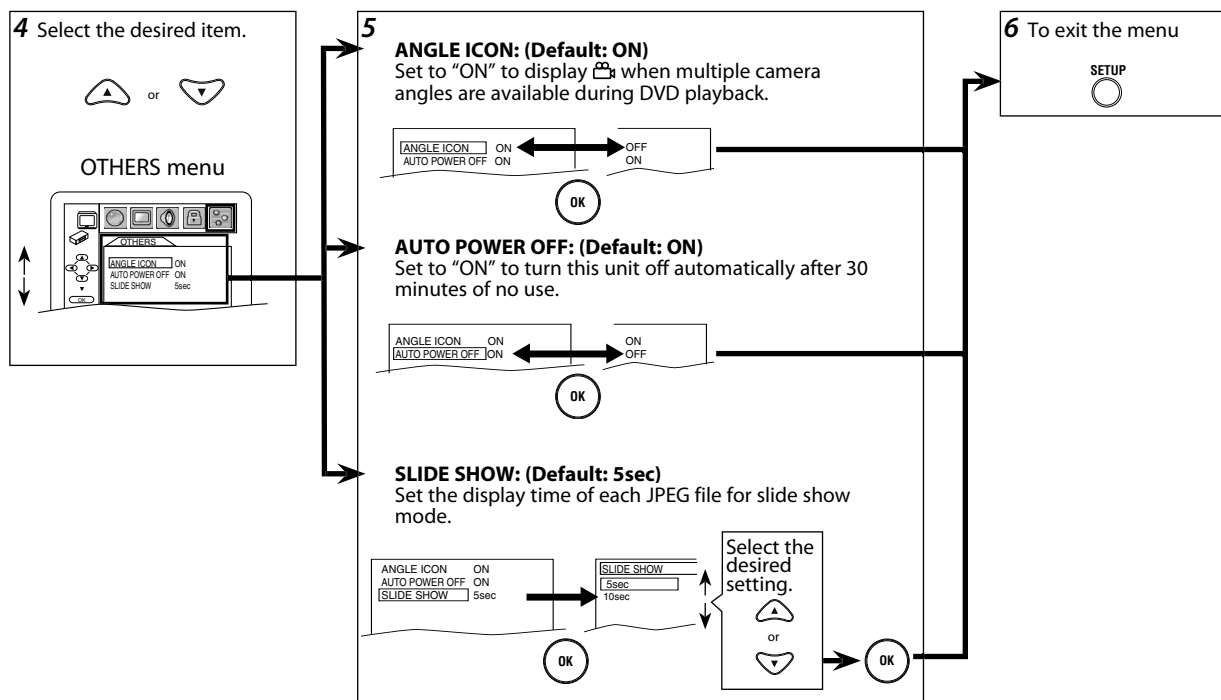 4 Select the desired item.
or
OTHERS menu
OTHERS
ANGLE ICON ON
AUTO POWER OFF ON
SLIDE SHOW 5sec
OK
5
ANGLE ICON: (Default: ON)
Set to “ON” to display when multiple camera
angles are available during DVD playback.
ANGLE ICON ON OFF
AUTO POWER OFF ON ON
OK
AUTO POWER OFF: (Default: ON)
Set to “ON” to turn this unit off automatically after 30
minutes of no use.
ANGLE ICON ON ON
AUTO POWER OFF ON OFF
OK
SLIDE SHOW: (Default: 5sec)
Set the display time of each JPEG file for slide show
mode.
ANGLE ICON ON
AUTO POWER OFF ON
SLIDE SHOW 5sec
SLIDE SHOW
5sec
10sec
OK
Select the
desired
setting.
or
OK
6 To exit the menu
SETUP